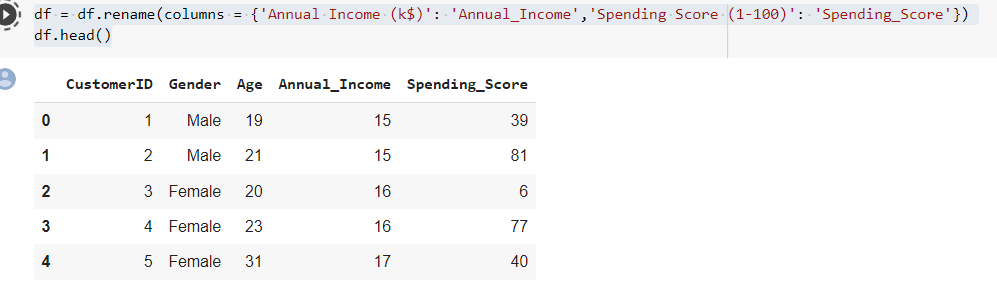 df = df.rename(columns = {'Annual Income (k$)': 'Annual_Income','Spending Score (1-100)': 'Spending_Score'})
df.head()
CustomerID Gender Age Annual_Income Spending_Score
0 1 Male 19 15 39
1 2 Male 21 15 81
2 3 Female 20 16 6
3 4 Female 23 16 77
4 5 Female 31 17 40